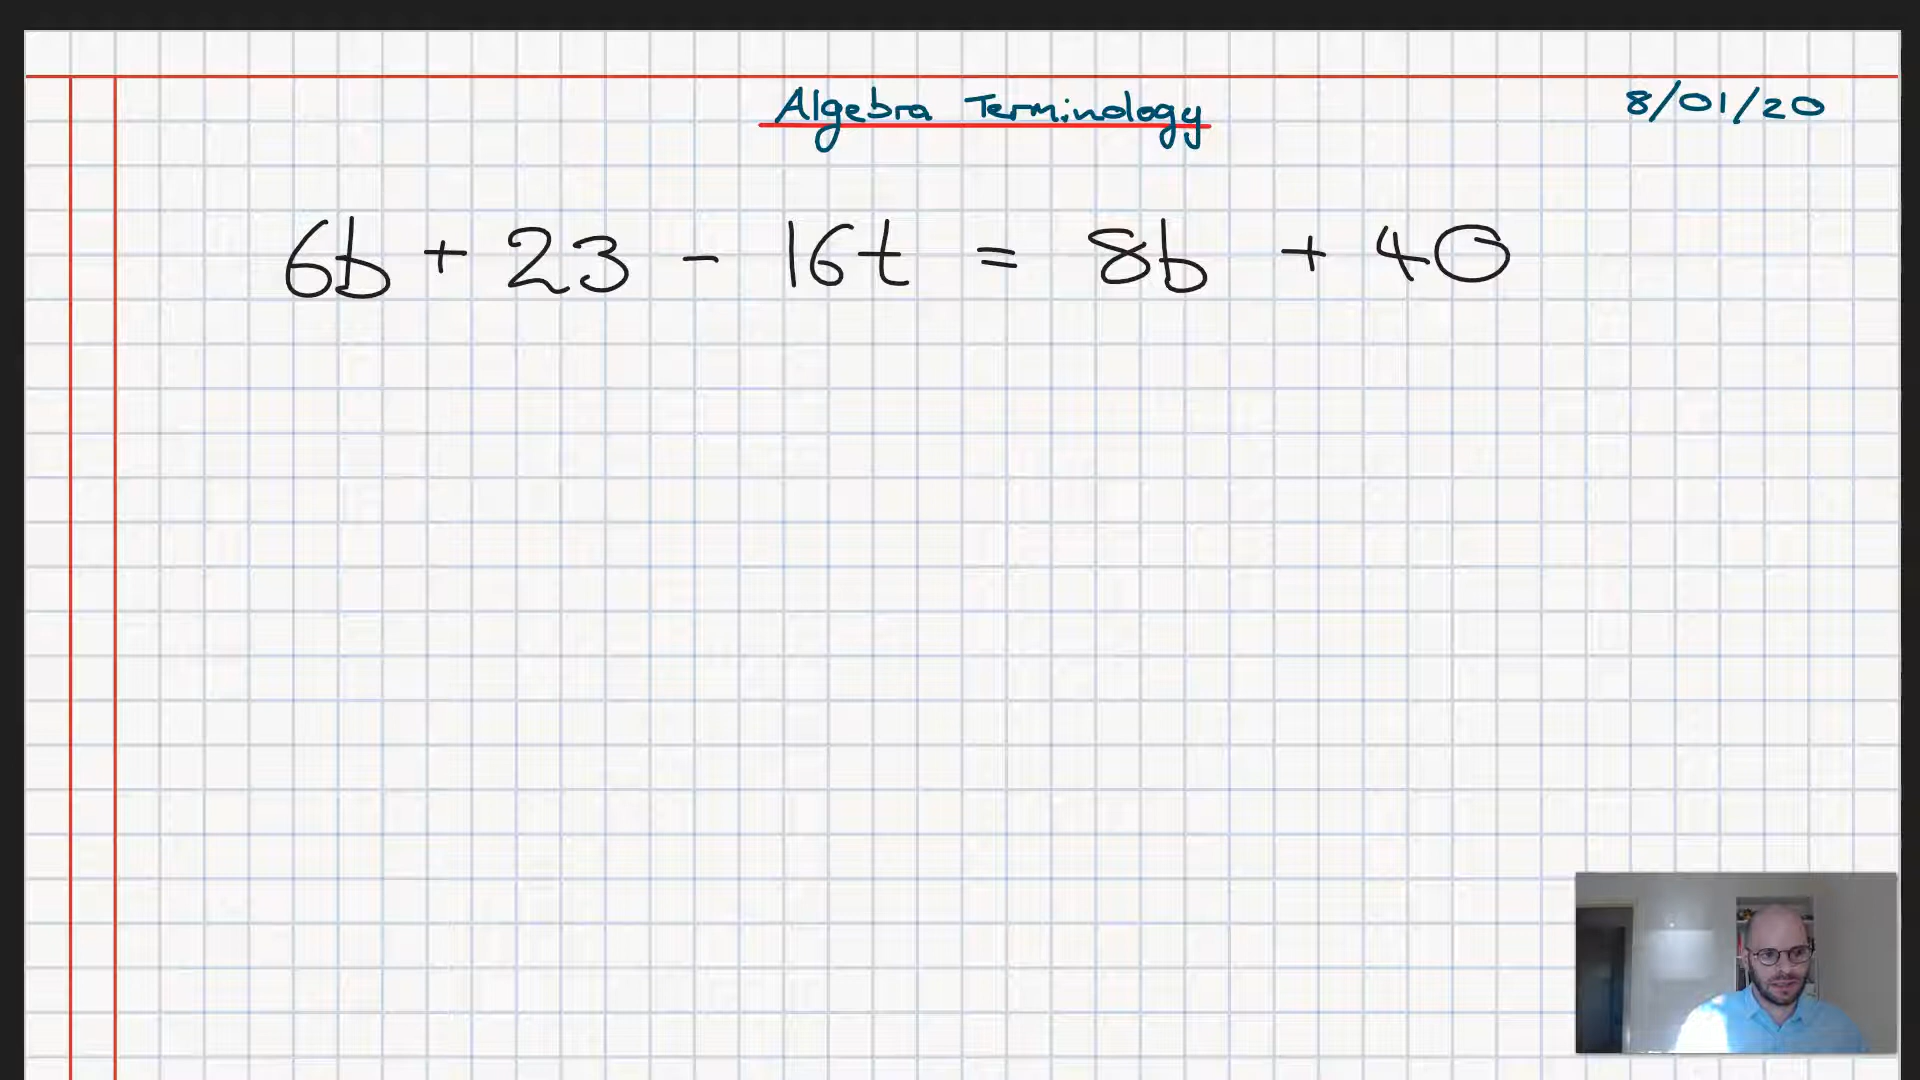 Algebra Terminology 8/01/20
6b + 23 - 16t = 8b + 40